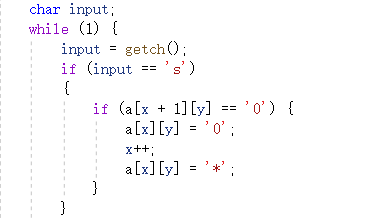 char input;
while (1) {
input = getch();
if (input == 's')
{
if (a[x + 1][y] == '0') {
a[x][y] = '0';
x++;
a[x][y] = '*';
}
}